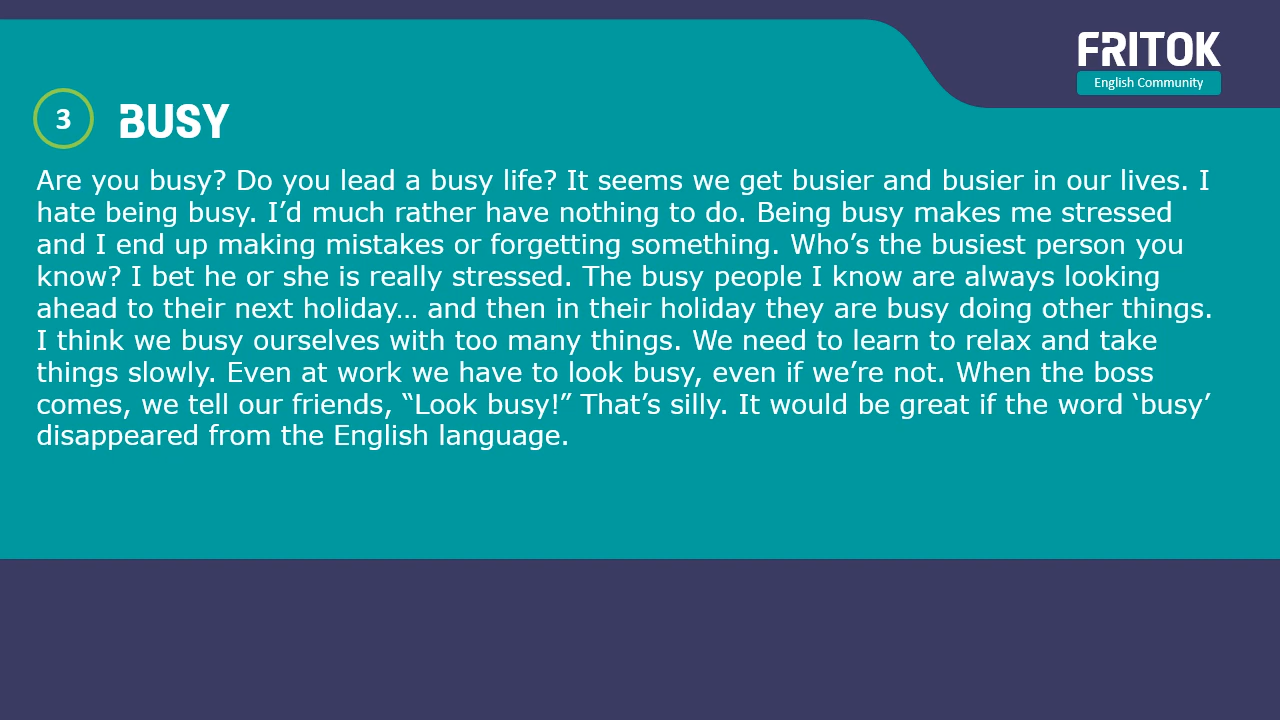 FRITOK
English Community
3 BUSY
Are you busy? Do you lead a busy life? It seems we get busier and busier in our lives. I
hate being busy. I’d much rather have nothing to do. Being busy makes me stressed
and I end up making mistakes or forgetting something. Who’s the busiest person you
know? I bet he or she is really stressed. The busy people I know are always looking
ahead to their next holiday… and then in their holiday they are busy doing other things.
I think we busy ourselves with too many things. We need to learn to relax and take
things slowly. Even at work we have to look busy, even if we’re not. When the boss
comes, we tell our friends, “Look busy!” That’s silly. It would be great if the word ‘busy’
disappeared from the English language.